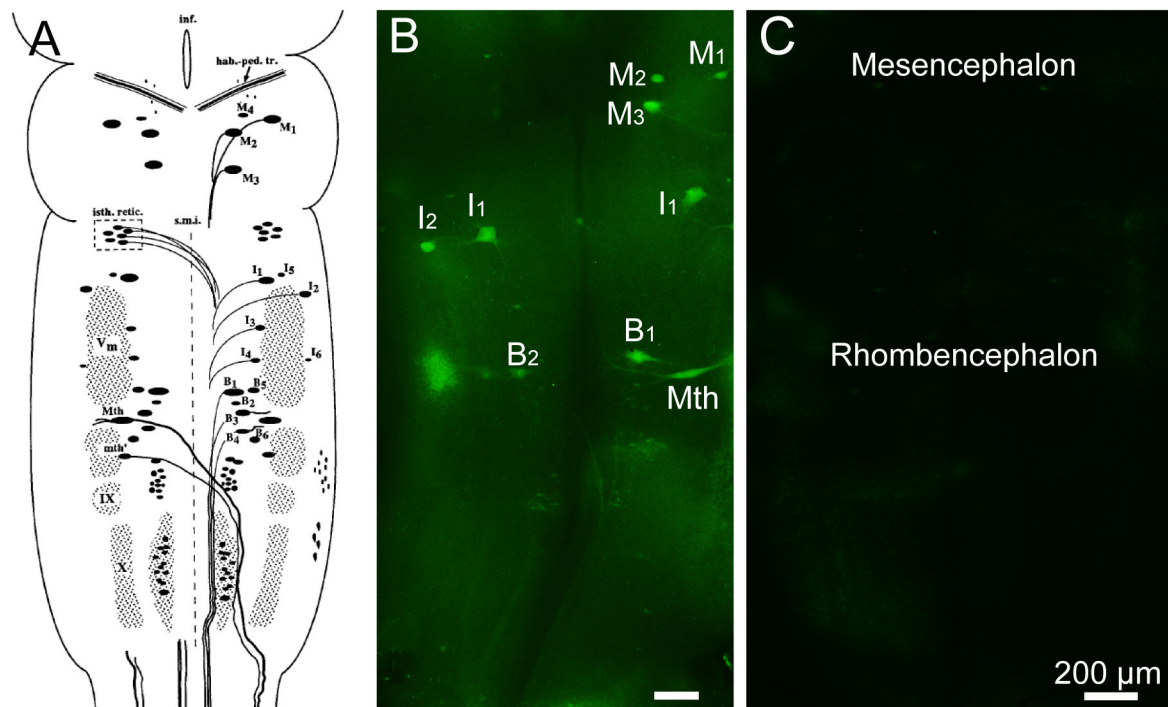 A
inf.
hab.-ped. tr.
M4
M1
M2
M3
isth. retic.
s.m.i.
I1
I5
I2
I3
Vm
I4
I6
B1
B5
B2
Mth
B3
B4
B6
mth'
IX
X
B
M1
M2
M3
I2
I1
I1
B1
B2
Mth
C
Mesencephalon
Rhombencephalon
200 µm